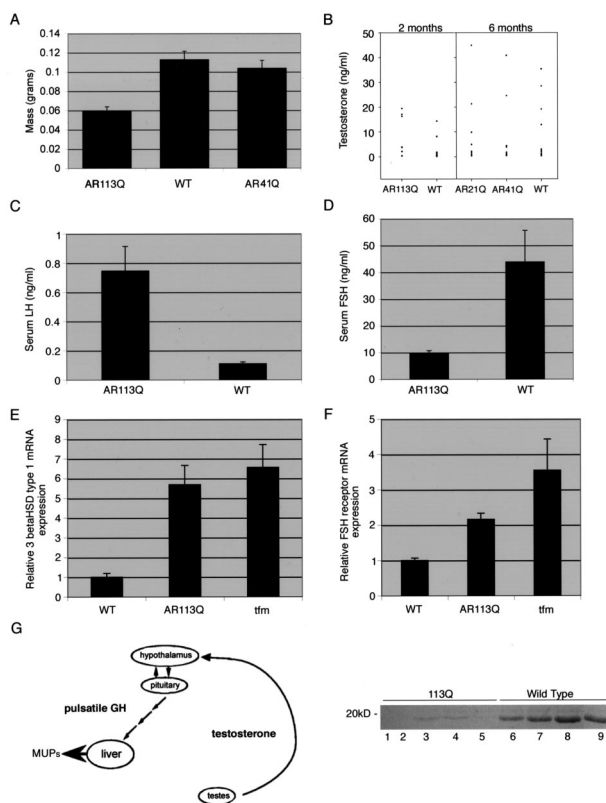 A
Mass (grams)
0.14
0.12
0.1
0.08
0.06
0.04
0.02
0
AR113Q WT AR41Q
B
2 months 6 months
Testosterone (ng/ml)
50
40
30
20
10
0
AR113Q WT AR21Q AR41Q WT
C
Serum LH (ng/ml)
1
0.8
0.6
0.4
0.2
0
AR113Q WT
D
Serum FSH (ng/ml)
60
50
40
30
20
10
0
AR113Q WT
E
Relative 3 betaHSD type 1 mRNA
expression
9
8
7
6
5
4
3
2
1
0
WT AR113Q tfm
F
Relative FSH receptor mRNA
expression
5
4
3
2
1
0
WT AR113Q tfm
G
hypothalamus
pituitary
pulsatile GH
testosterone
MUPs
liver
testes
113Q Wild Type
20kD -
1 2 3 4 5 6 7 8 9